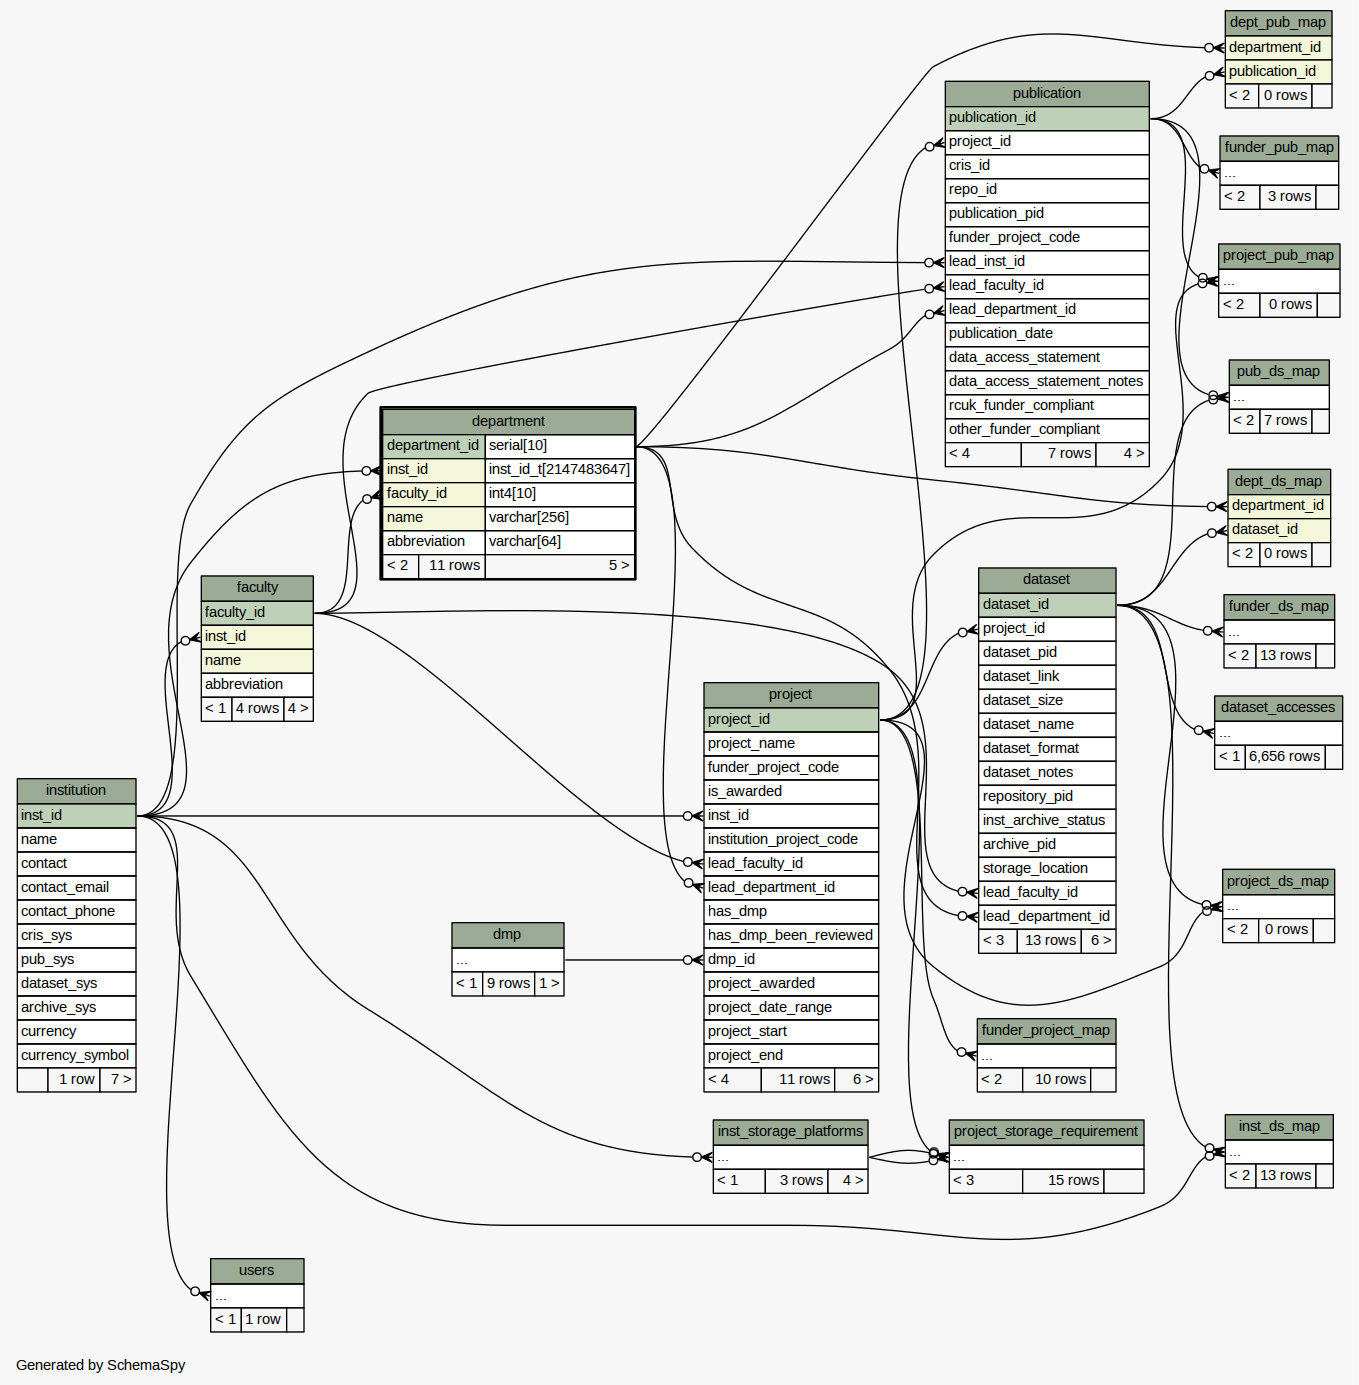 dept_pub_map
department_id
publication_id
< 2 0 rows
publication
publication_id
project_id
cris_id
repo_id
publication_pid
funder_project_code
lead_inst_id
lead_faculty_id
lead_department_id
publication_date
data_access_statement
data_access_statement_notes
rcuk_funder_compliant
other_funder_compliant
< 4 7 rows 4 >
funder_pub_map
...
< 2 3 rows
project_pub_map
...
< 2 0 rows
pub_ds_map
...
< 2 7 rows
department
department_id serial[10]
inst_id inst_id_t[2147483647]
faculty_id int4[10]
name varchar[256]
abbreviation varchar[64]
< 2 11 rows 5 >
dept_ds_map
department_id
dataset_id
< 2 0 rows
faculty
faculty_id
inst_id
name
abbreviation
< 1 4 rows 4 >
dataset
dataset_id
project_id
dataset_pid
dataset_link
dataset_size
dataset_name
dataset_format
dataset_notes
repository_pid
inst_archive_status
archive_pid
storage_location
lead_faculty_id
lead_department_id
< 3 13 rows 6 >
funder_ds_map
...
< 2 13 rows
dataset_accesses
...
< 1 6,656 rows
project
project_id
project_name
funder_project_code
is_awarded
inst_id
institution_project_code
lead_faculty_id
lead_department_id
has_dmp
has_dmp_been_reviewed
dmp_id
project_awarded
project_date_range
project_start
project_end
< 4 11 rows 6 >
institution
inst_id
name
contact
contact_email
contact_phone
cris_sys
pub_sys
dataset_sys
archive_sys
currency
currency_symbol
1 row 7 >
project_ds_map
...
< 2 0 rows
dmp
...
< 1 9 rows 1 >
funder_project_map
...
< 2 10 rows
inst_storage_platforms
...
< 1 3 rows 4 >
project_storage_requirement
...
< 3 15 rows
inst_ds_map
...
< 2 13 rows
users
...
< 1 1 row
Generated by SchemaSpy